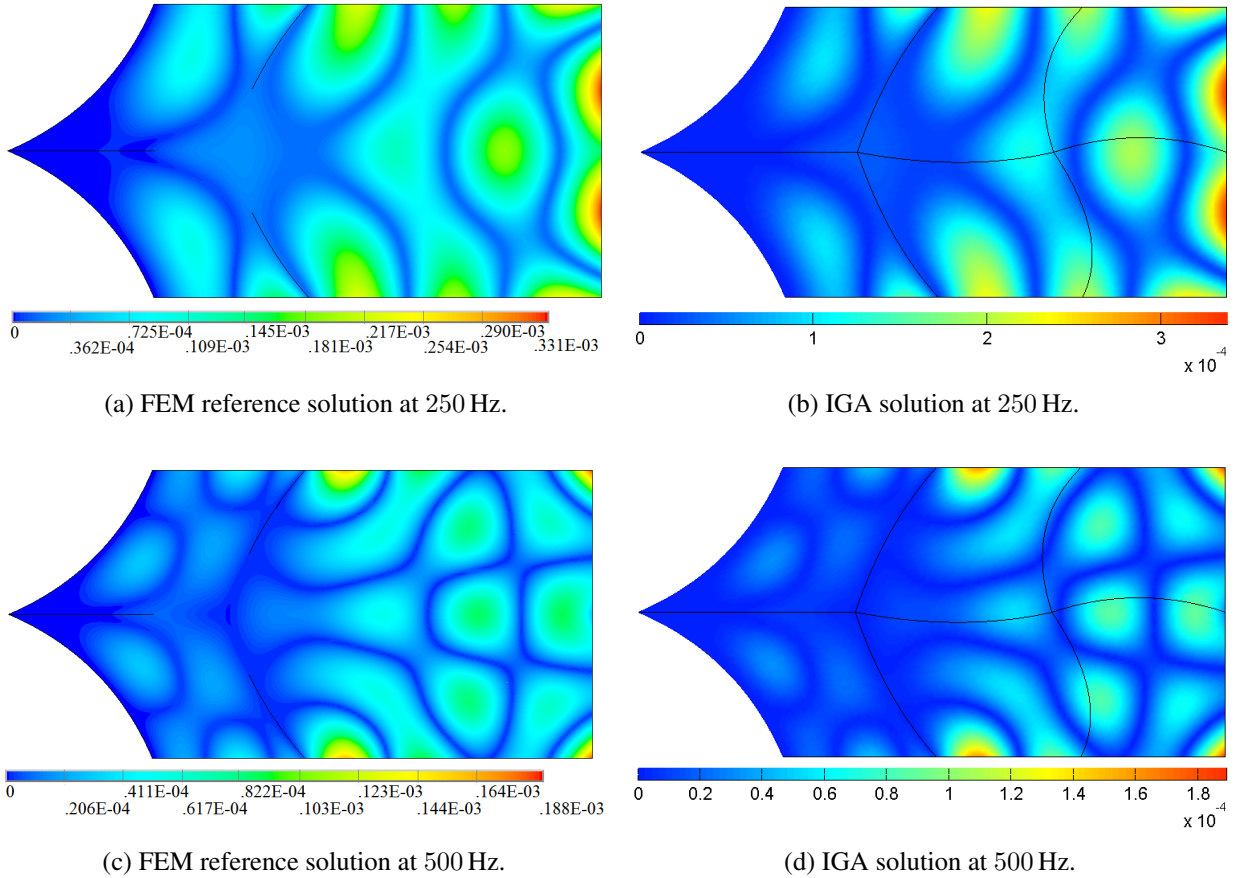 0 .725E-04 .145E-03 .217E-03 .290E-03
.362E-04 .109E-03 .181E-03 .254E-03 .331E-03
0 1 2 3
x 10⁻⁴
(a) FEM reference solution at 250 Hz.
(b) IGA solution at 250 Hz.
0 .411E-04 .822E-04 .123E-03 .164E-03
.206E-04 .617E-04 .103E-03 .144E-03 .188E-03
0 0.2 0.4 0.6 0.8 1 1.2 1.4 1.6 1.8
x 10⁻⁴
(c) FEM reference solution at 500 Hz.
(d) IGA solution at 500 Hz.